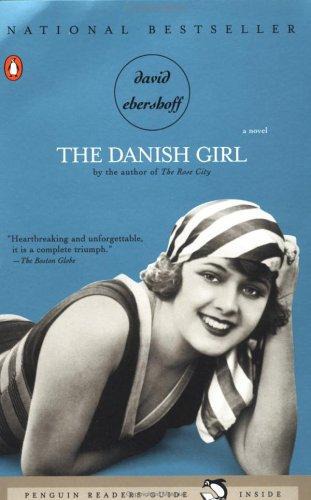 NATIONAL BESTSELLER
david
ebershoff
a novel
THE DANISH GIRL
by the author of The Rose City
"Heartbreaking and unforgettable,
it is a complete triumph."
—The Boston Globe
PENGUIN READERS GUIDE INSIDE